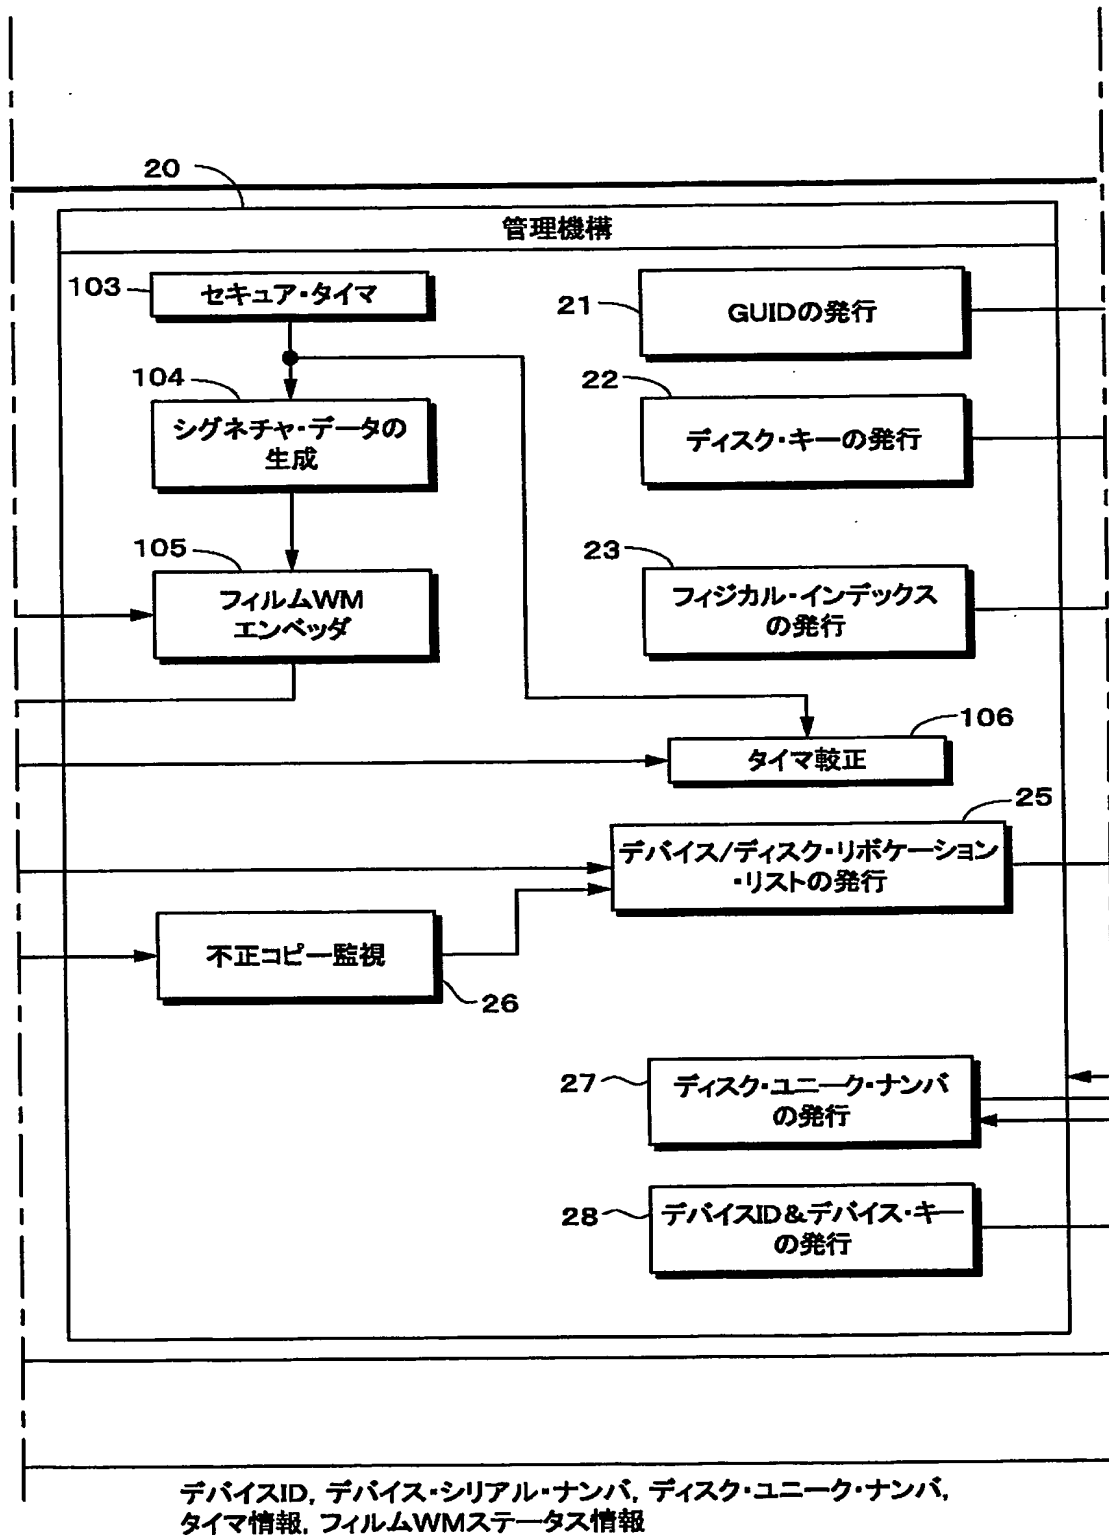 20
管理機構
103
セキュア・タイマ
21
GUIDの発行
104
シグネチャ・データの
生成
22
ディスク・キーの発行
105
フィルムWM
エンベッダ
23
フィジカル・インデックス
の発行
106
タイマ較正
25
デバイス/ディスク・リボケーション
・リストの発行
不正コピー監視
26
27
ディスク・ユニーク・ナンバ
の発行
28
デバイスID&デバイス・キー
の発行
デバイスID, デバイス・シリアル・ナンバ, ディスク・ユニーク・ナンバ,
タイマ情報, フィルムWMステータス情報